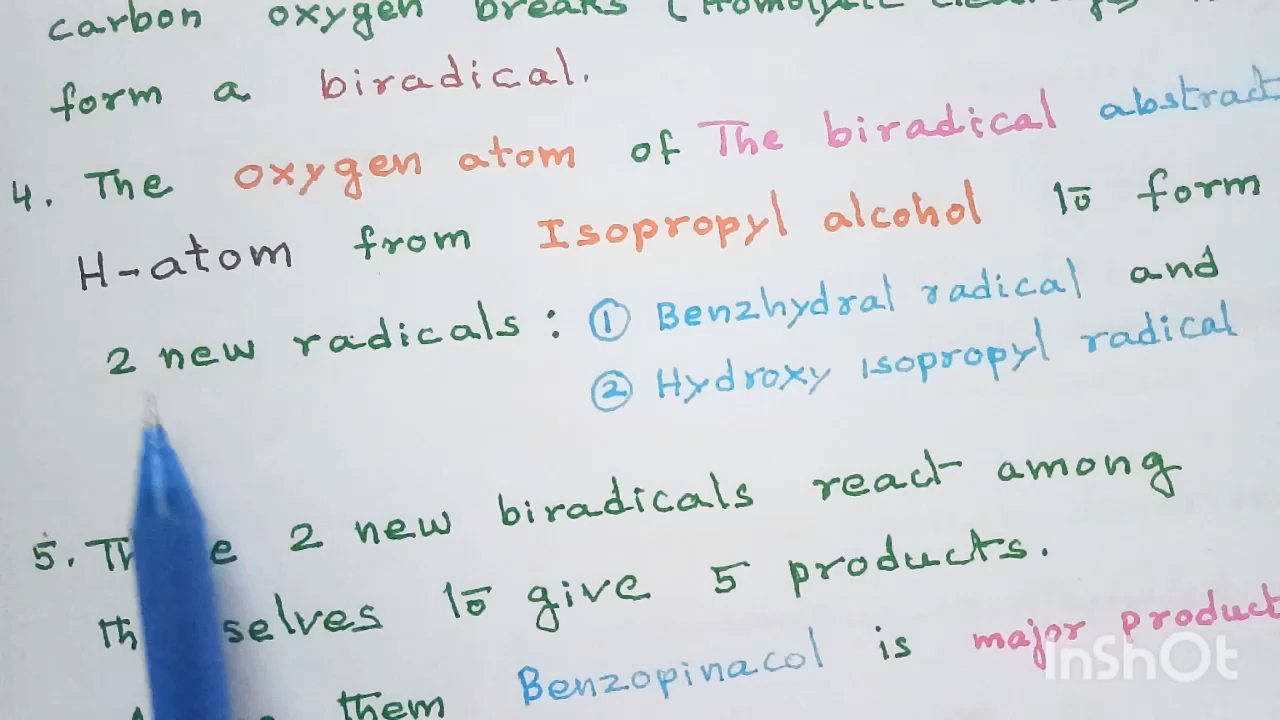 carbon oxygen breaks (Homolytic
form a biradical.
4. The oxygen atom of The biradical abstract
H-atom from Isopropyl alcohol to form
2 new radicals: ① Benzhydral radical and
② Hydroxy isopropyl radical
5. 2 new biradicals react among
selves to give 5 products.
them Benzopinacol is major product
InShOt